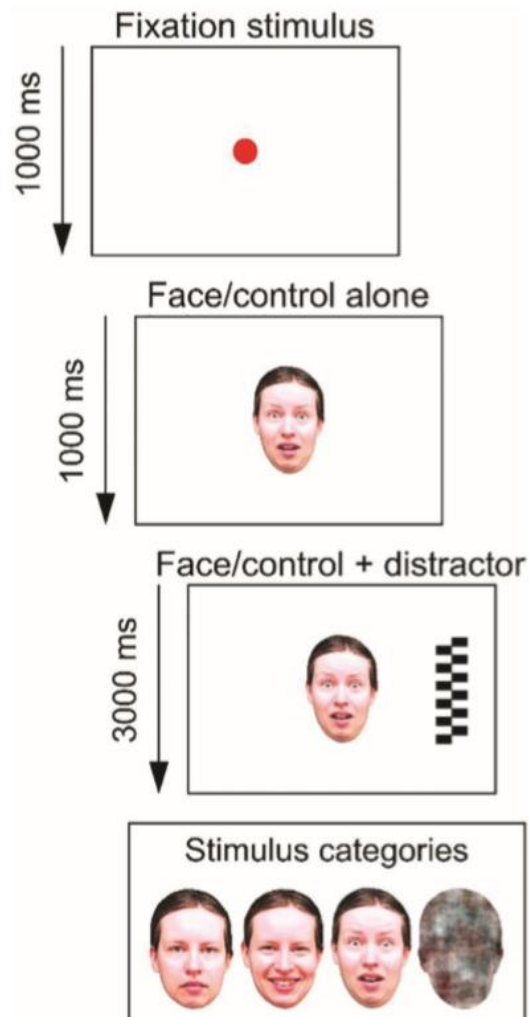 Fixation stimulus
1000 ms
Face/control alone
1000 ms
Face/control + distractor
3000 ms
Stimulus categories